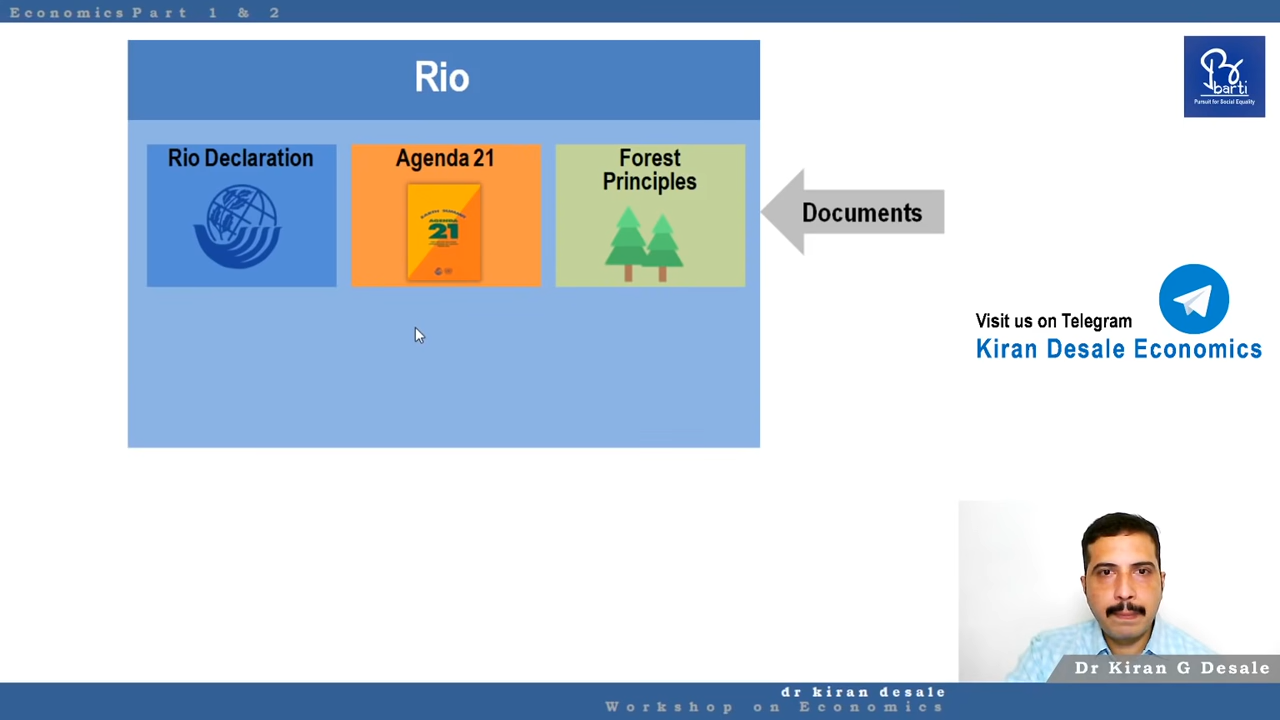 Economics Part 1 & 2
Rio
Rio Declaration
Agenda 21
Forest
Principles
21
Documents
barti
Pursuit for Social Equality
Visit us on Telegram
Kiran Desale Economics
Dr Kiran G Desale
dr kiran desale
Workshop on Economics